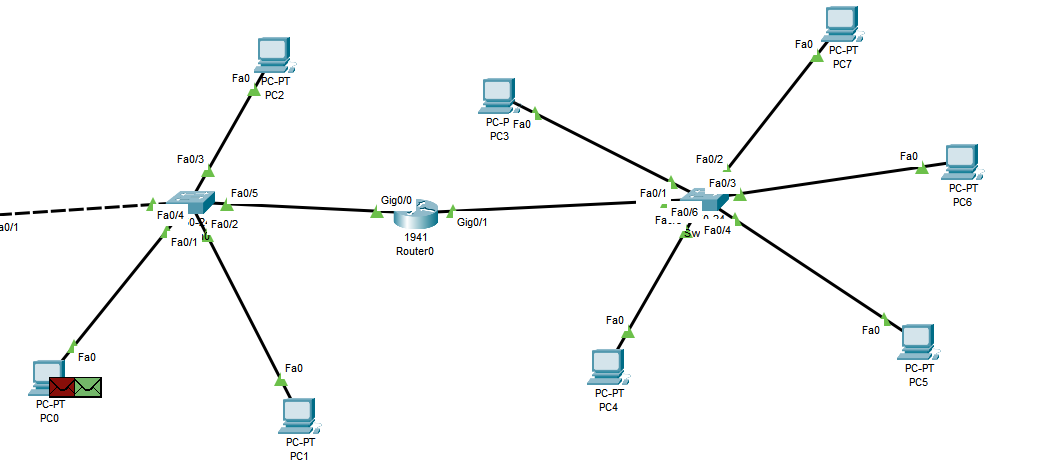 Fa0
PC-PT
PC7
Fa0
PC-PT
PC2
PC-P
Fa0
PC3
Fa0/3
Fa0/2
Fa0
PC-PT
PC6
Fa0/5
Fa0/4
Fa0/2
Fa0/1
a0/1
Gig0/0
Gig0/1
1941
Router0
Fa0/3
Fa0/1
Fa0/6
Fa0/4
Sw
Fa0
PC-PT
PC5
Fa0
PC-PT
PC4
Fa0
PC-PT
PC0
Fa0
PC-PT
PC1